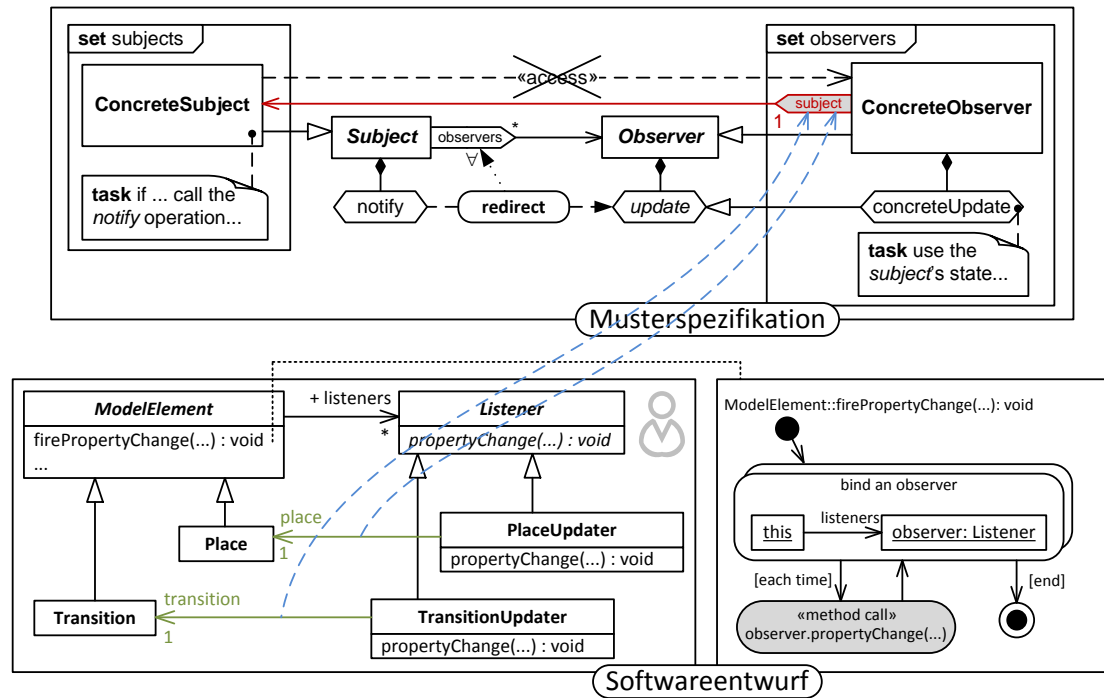 set subjects
set observers
«access»
ConcreteSubject
subject
ConcreteObserver
1
Subject
observers
*
Observer
∀
task if ... call the
notify operation...
notify
redirect
update
concreteUpdate
task use the
subject's state...
Musterspezifikation
ModelElement
firePropertyChange(...) : void
...
+ listeners
*
Listener
propertyChange(...) : void
place
1
Place
PlaceUpdater
propertyChange(...) : void
transition
1
Transition
TransitionUpdater
propertyChange(...) : void
ModelElement::firePropertyChange(...): void
bind an observer
this
listeners
observer: Listener
[each time]
[end]
«method call»
observer.propertyChange(...)
Softwareentwurf